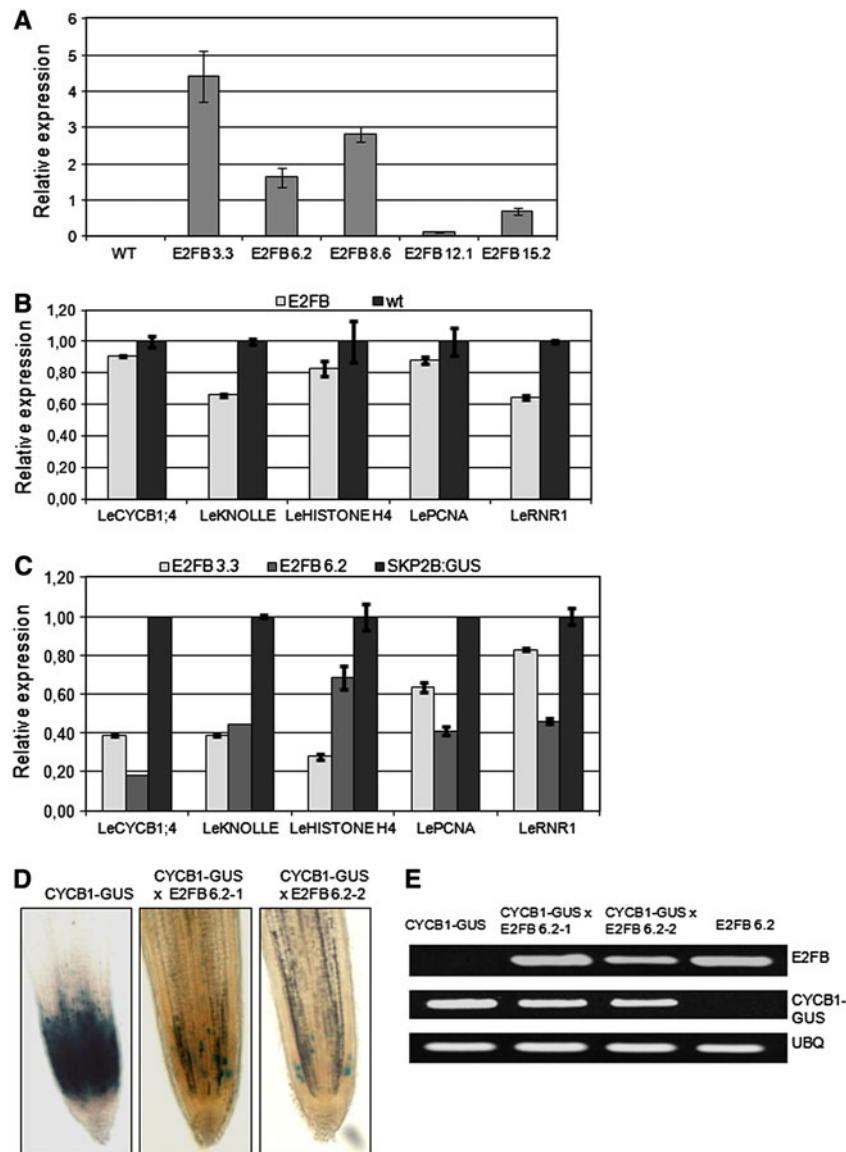 A
Relative expression
6
5
4
3
2
1
0
WT E2FB 3.3 E2FB 6.2 E2FB 8.6 E2FB 12.1 E2FB 15.2
B
E2FB wt
Relative expression
1,20
1,00
0,80
0,60
0,40
0,20
0,00
LeCYCB1;4 LeKNOLLE LeHISTONE H4 LePCNA LeRNR1
C
E2FB 3.3 E2FB 6.2 SKP2B:GUS
Relative expression
1,20
1,00
0,80
0,60
0,40
0,20
0,00
LeCYCB1;4 LeKNOLLE LeHISTONE H4 LePCNA LeRNR1
D
CYCB1-GUS
CYCB1-GUS
x E2FB 6.2-1
CYCB1-GUS
x E2FB 6.2-2
E
CYCB1-GUS
CYCB1-GUS x
E2FB 6.2-1
CYCB1-GUS x
E2FB 6.2-2
E2FB 6.2
E2FB
CYCB1-
GUS
UBQ